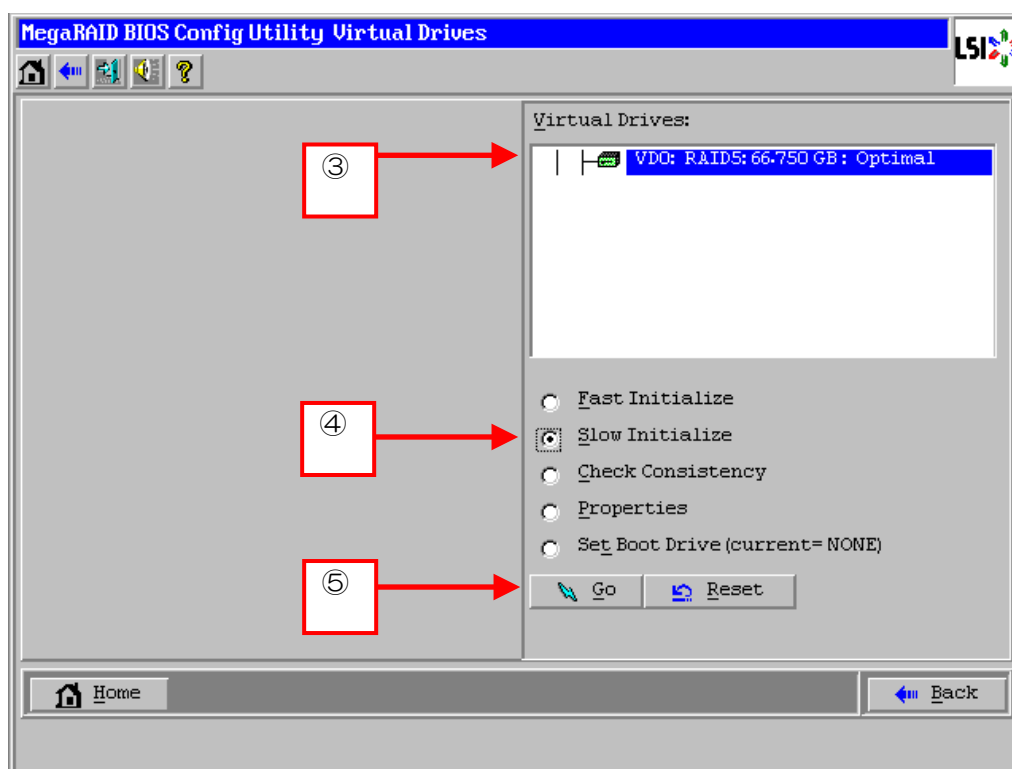 MegaRAID BIOS Config Utility Virtual Drives
LSI
Virtual Drives:
③
VD0: RAID5: 66.750 GB: Optimal
Fast Initialize
④
Slow Initialize
Check Consistency
Properties
Set Boot Drive (current= NONE)
⑤
Go
Reset
Home
Back